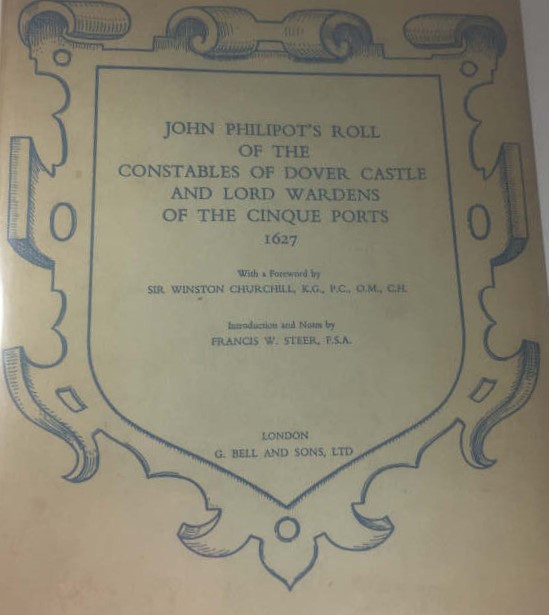 JOHN PHILIPOT'S ROLL
OF THE
CONSTABLES OF DOVER CASTLE
AND LORD WARDENS
OF THE CINQUE PORTS
1627
With a Foreword by
SIR WINSTON CHURCHILL, K.G., P.C., O.M., C.H.
Introduction and Notes by
FRANCIS W. STEER, F.S.A.
LONDON
G. BELL AND SONS, LTD